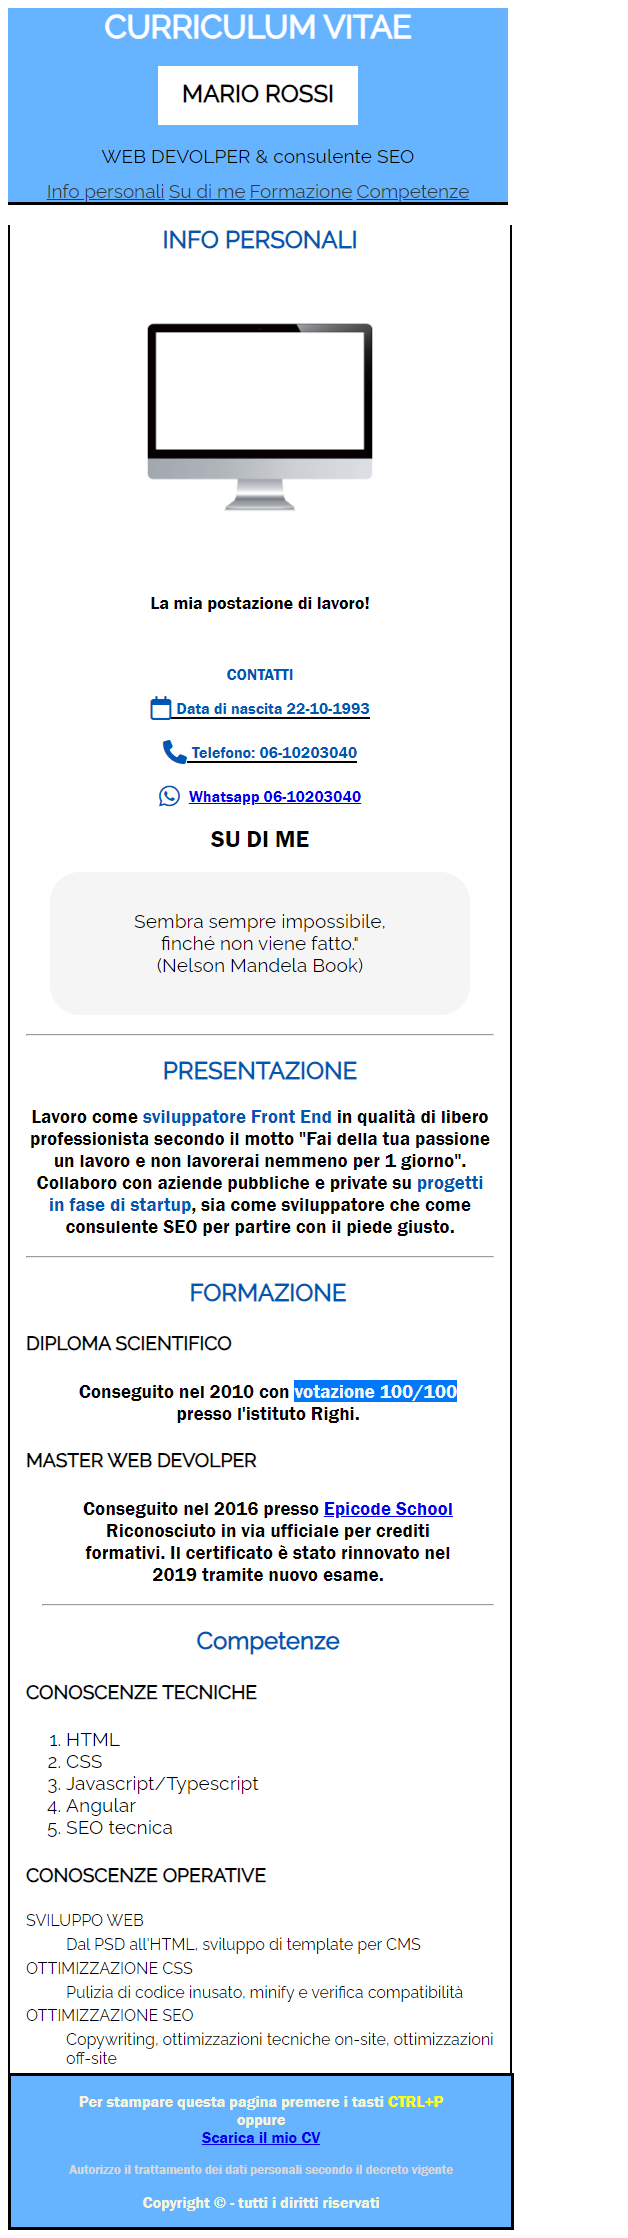 CURRICULUM VITAE
MARIO ROSSI
WEB DEVOLPER & consulente SEO
Info personali Su di me Formazione Competenze
INFO PERSONALI
La mia postazione di lavoro!
CONTATTI
Data di nascita 22-10-1993
Telefono: 06-10203040
Whatsapp 06-10203040
SU DI ME
Sembra sempre impossibile,
finché non viene fatto."
(Nelson Mandela Book)
PRESENTAZIONE
Lavoro come sviluppatore Front End in qualità di libero
professionista secondo il motto "Fai della tua passione
un lavoro e non lavorerai nemmeno per 1 giorno".
Collaboro con aziende pubbliche e private su progetti
in fase di startup, sia come sviluppatore che come
consulente SEO per partire con il piede giusto.
FORMAZIONE
DIPLOMA SCIENTIFICO
Conseguito nel 2010 con votazione 100/100
presso l'istituto Righi.
MASTER WEB DEVOLPER
Conseguito nel 2016 presso Epicode School
Riconosciuto in via ufficiale per crediti
formativi. Il certificato è stato rinnovato nel
2019 tramite nuovo esame.
Competenze
CONOSCENZE TECNICHE
1. HTML
2. CSS
3. Javascript/Typescript
4. Angular
5. SEO tecnica
CONOSCENZE OPERATIVE
SVILUPPO WEB
Dal PSD all'HTML, sviluppo di template per CMS
OTTIMIZZAZIONE CSS
Pulizia di codice inusato, minify e verifica compatibilità
OTTIMIZZAZIONE SEO
Copywriting, ottimizzazioni tecniche on-site, ottimizzazioni
off-site
Per stampare questa pagina premere i tasti CTRL+P
oppure
Scarica il mio CV
Autorizzo il trattamento dei dati personali secondo il decreto vigente
Copyright © - tutti i diritti riservati